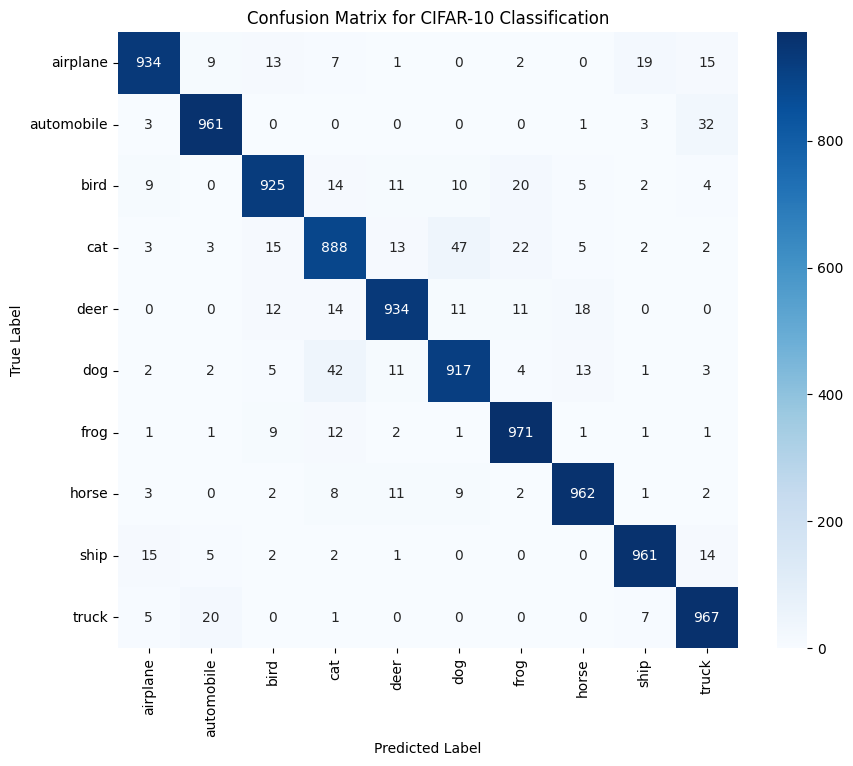 Confusion Matrix for CIFAR-10 Classification
airplane 934 9 13 7 1 0 2 0 19 15
automobile 3 961 0 0 0 0 0 1 3 32
bird 9 0 925 14 11 10 20 5 2 4
cat 3 3 15 888 13 47 22 5 2 2
deer 0 0 12 14 934 11 11 18 0 0
dog 2 2 5 42 11 917 4 13 1 3
frog 1 1 9 12 2 1 971 1 1 1
horse 3 0 2 8 11 9 2 962 1 2
ship 15 5 2 2 1 0 0 0 961 14
truck 5 20 0 1 0 0 0 0 7 967
airplane automobile bird cat deer dog frog horse ship truck
Predicted Label
True Label
800
600
400
200
0